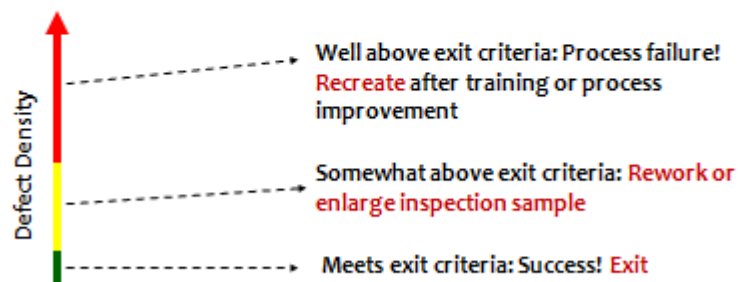 Defect Density
Well above exit criteria: Process failure!
Recreate after training or process
improvement
Somewhat above exit criteria: Rework or
enlarge inspection sample
Meets exit criteria: Success! Exit